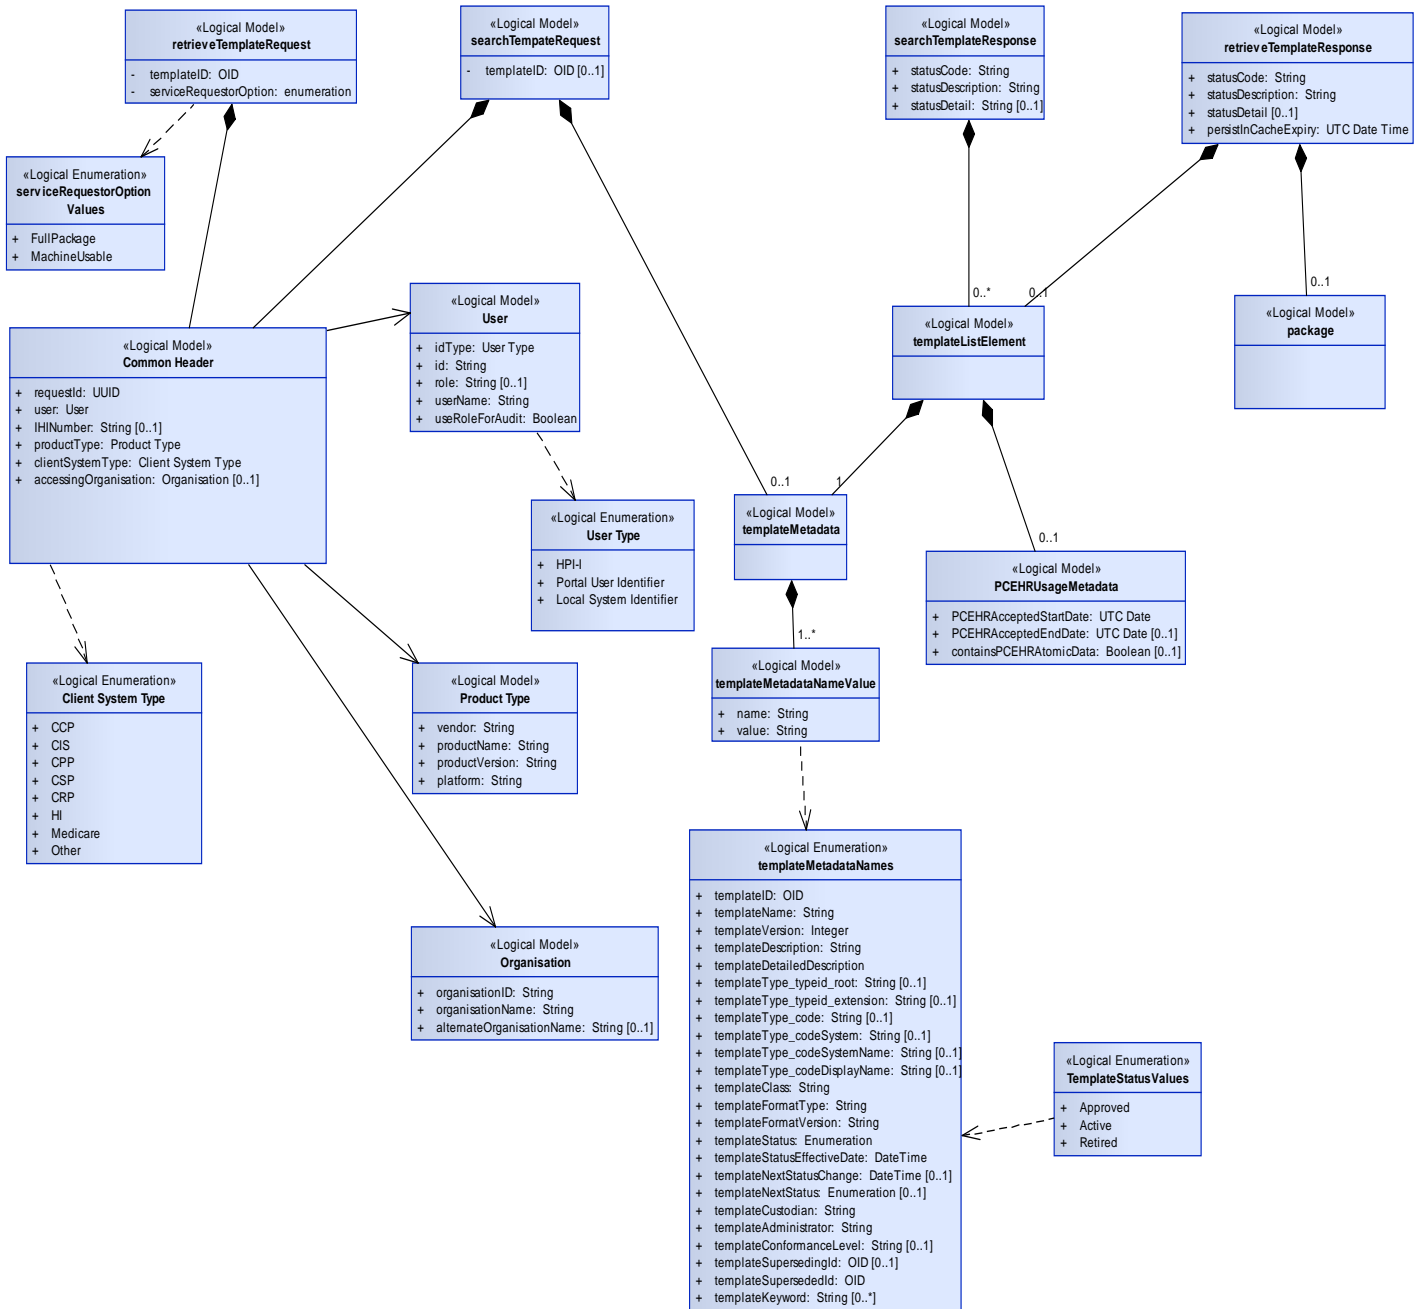 «Logical Model»
retrieveTemplateRequest
- templateID: OID
- serviceRequestorOption: enumeration
«Logical Model»
searchTempateRequest
- templateID: OID [0..1]
«Logical Model»
searchTemplateResponse
+ statusCode: String
+ statusDescription: String
+ statusDetail: String [0..1]
«Logical Model»
retrieveTemplateResponse
+ statusCode: String
+ statusDescription: String
+ statusDetail [0..1]
+ persistInCacheExpiry: UTC Date Time
«Logical Enumeration»
serviceRequestorOption
Values
+ FullPackage
+ MachineUsable
0..*
0..1
0..1
«Logical Model»
Common Header
+ requestId: UUID
+ user: User
+ IHINumber: String [0..1]
+ productType: Product Type
+ clientSystemType: Client System Type
+ accessingOrganisation: Organisation [0..1]
«Logical Model»
User
+ idType: User Type
+ id: String
+ role: String [0..1]
+ userName: String
+ useRoleForAudit: Boolean
«Logical Model»
templateListElement
«Logical Model»
package
0..1
1
0..1
«Logical Enumeration»
User Type
+ HPI-I
+ Portal User Identifier
+ Local System Identifier
«Logical Model»
templateMetadata
«Logical Model»
PCEHRUsageMetadata
+ PCEHRAcceptedStartDate: UTC Date
+ PCEHRAcceptedEndDate: UTC Date [0..1]
+ containsPCEHRAtomicData: Boolean [0..1]
1..*
«Logical Enumeration»
Client System Type
+ CCP
+ CIS
+ CPP
+ CSP
+ CRP
+ HI
+ Medicare
+ Other
«Logical Model»
Product Type
+ vendor: String
+ productName: String
+ productVersion: String
+ platform: String
«Logical Model»
templateMetadataNameValue
+ name: String
+ value: String
«Logical Model»
Organisation
+ organisationID: String
+ organisationName: String
+ alternateOrganisationName: String [0..1]
«Logical Enumeration»
templateMetadataNames
+ templateID: OID
+ templateName: String
+ templateVersion: Integer
+ templateDescription: String
+ templateDetailedDescription
+ templateType_typeid_root: String [0..1]
+ templateType_typeid_extension: String [0..1]
+ templateType_code: String [0..1]
+ templateType_codeSystem: String [0..1]
+ templateType_codeSystemName: String [0..1]
+ templateType_codeDisplayName: String [0..1]
+ templateClass: String
+ templateFormatType: String
+ templateFormatVersion: String
+ templateStatus: Enumeration
+ templateStatusEffectiveDate: DateTime
+ templateNextStatusChange: DateTime [0..1]
+ templateNextStatus: Enumeration [0..1]
+ templateCustodian: String
+ templateAdministrator: String
+ templateConformanceLevel: String [0..1]
+ templateSupersedingId: OID [0..1]
+ templateSupersededId: OID
+ templateKeyword: String [0..*]
«Logical Enumeration»
TemplateStatusValues
+ Approved
+ Active
+ Retired